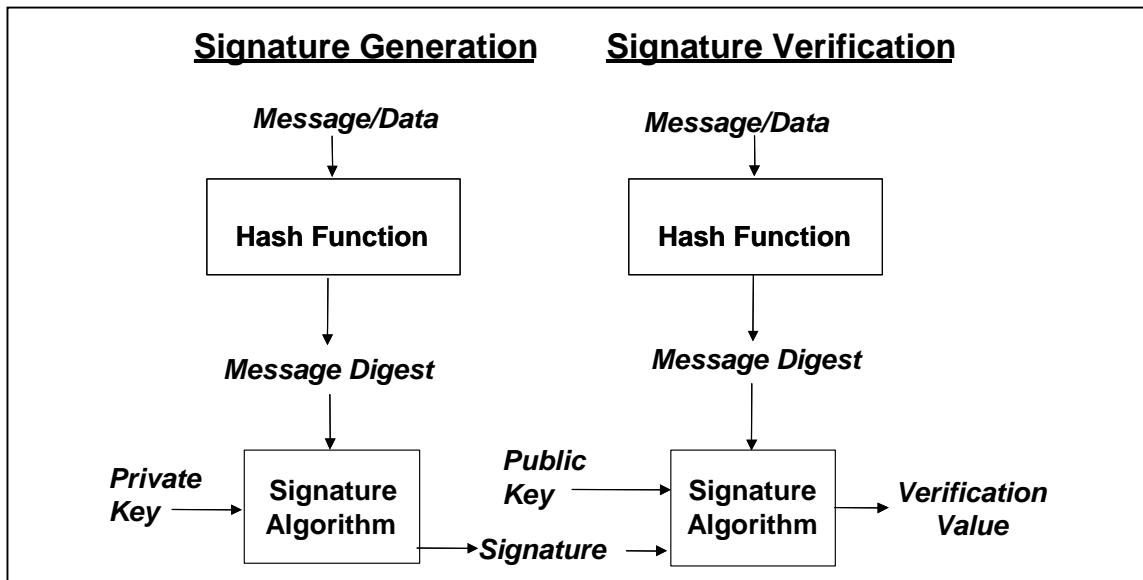 Signature Generation
Signature Verification
Message/Data
Message/Data
Hash Function
Hash Function
Message Digest
Message Digest
Private
Key
Signature
Algorithm
Public
Key
Signature
Algorithm
Verification
Value
Signature